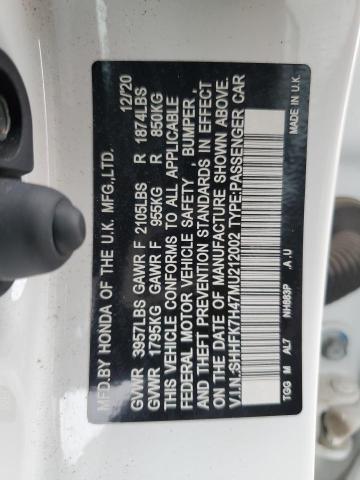 MFD.BY HONDA OF THE U.K. MFG.,LTD. 12/20
GVWR 3957LBS GAWR F 2105LBS R 1874LBS
GVWR 1795KG GAWR F 955KG R 850KG
THIS VEHICLE CONFORMS TO ALL APPLICABLE
FEDERAL MOTOR VEHICLE SAFETY, BUMPER,
AND THEFT PREVENTION STANDARDS IN EFFECT
ON THE DATE OF MANUFACTURE SHOWN ABOVE.
V.I.N.:SHHFK7H47MU212002 TYPE:PASSENGER CAR
TGG M AL7 NH883P .A .U MADE IN U.K.